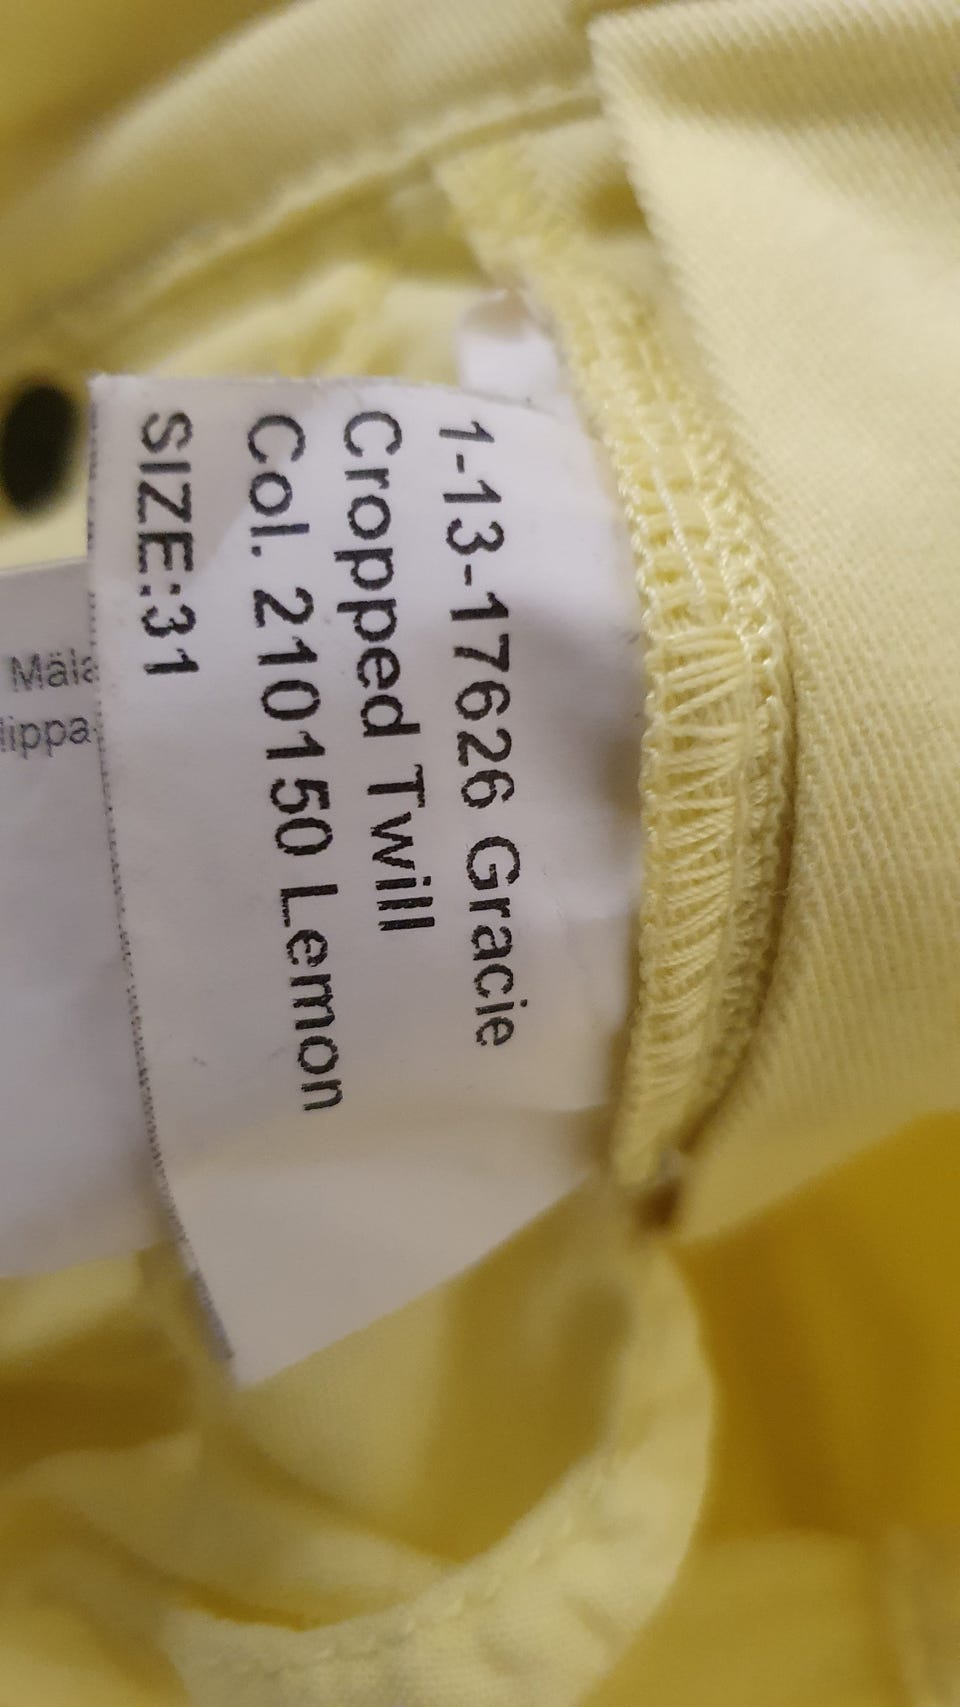 1-13-17626 Gracie
Cropped Twill
Col. 210150 Lemon
SIZE:31